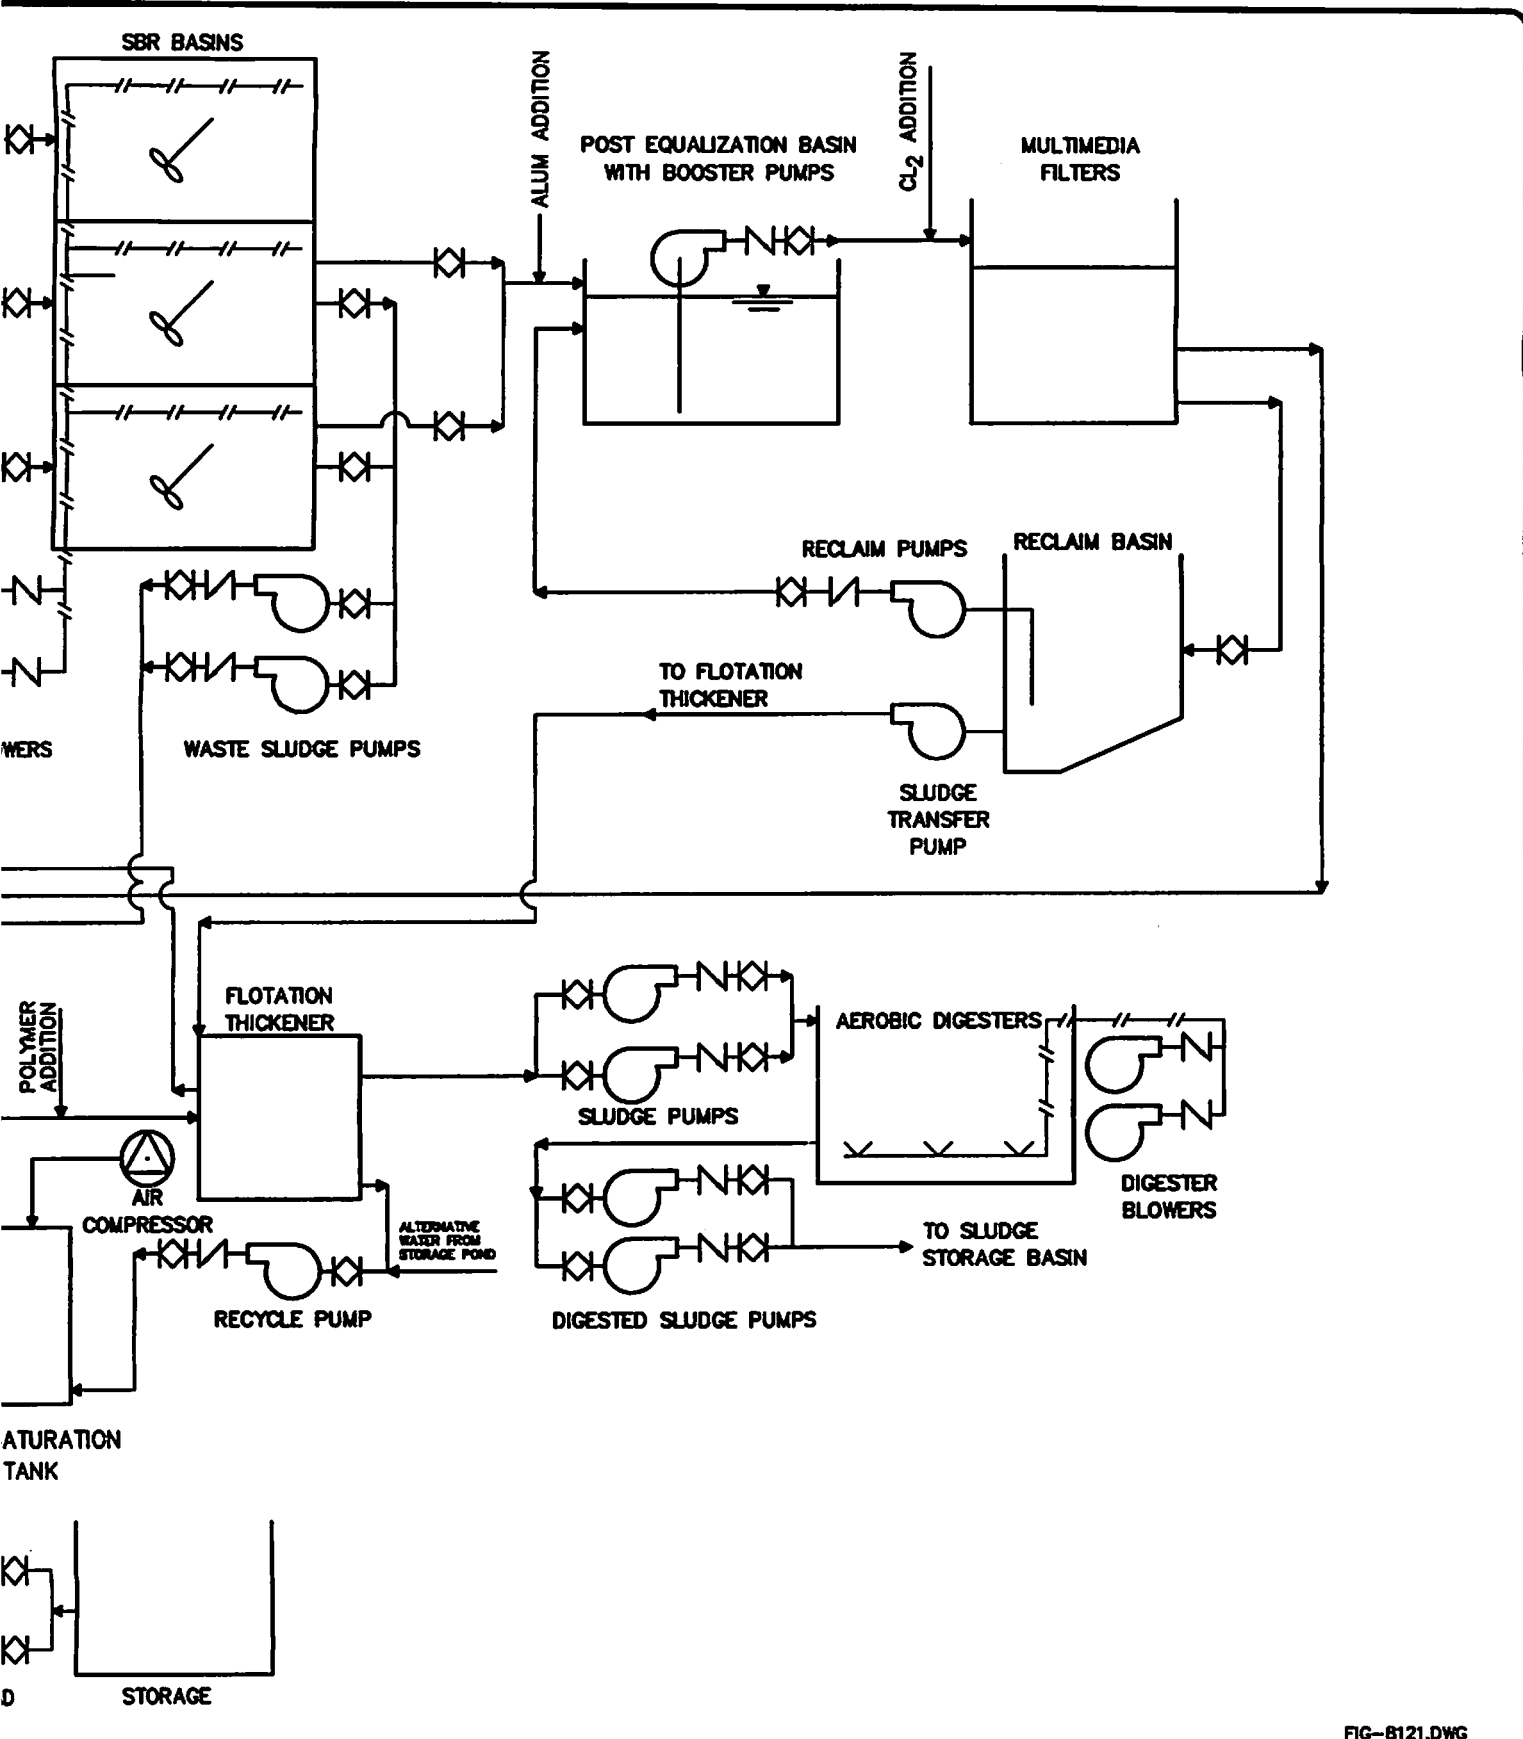 SBR BASINS
ALUM ADDITION
POST EQUALIZATION BASIN
WITH BOOSTER PUMPS
CL2 ADDITION
MULTIMEDIA
FILTERS
RECLAIM PUMPS
RECLAIM BASIN
TO FLOTATION
THICKENER
WERS
WASTE SLUDGE PUMPS
SLUDGE
TRANSFER
PUMP
POLYMER
ADDITION
FLOTATION
THICKENER
AEROBIC DIGESTERS
SLUDGE PUMPS
AIR
COMPRESSOR
DIGESTER
BLOWERS
ALTERNATIVE
WATER FROM
STORAGE POND
TO SLUDGE
STORAGE BASIN
RECYCLE PUMP
DIGESTED SLUDGE PUMPS
ATURATION
TANK
D
STORAGE
FIG-8121.DWG